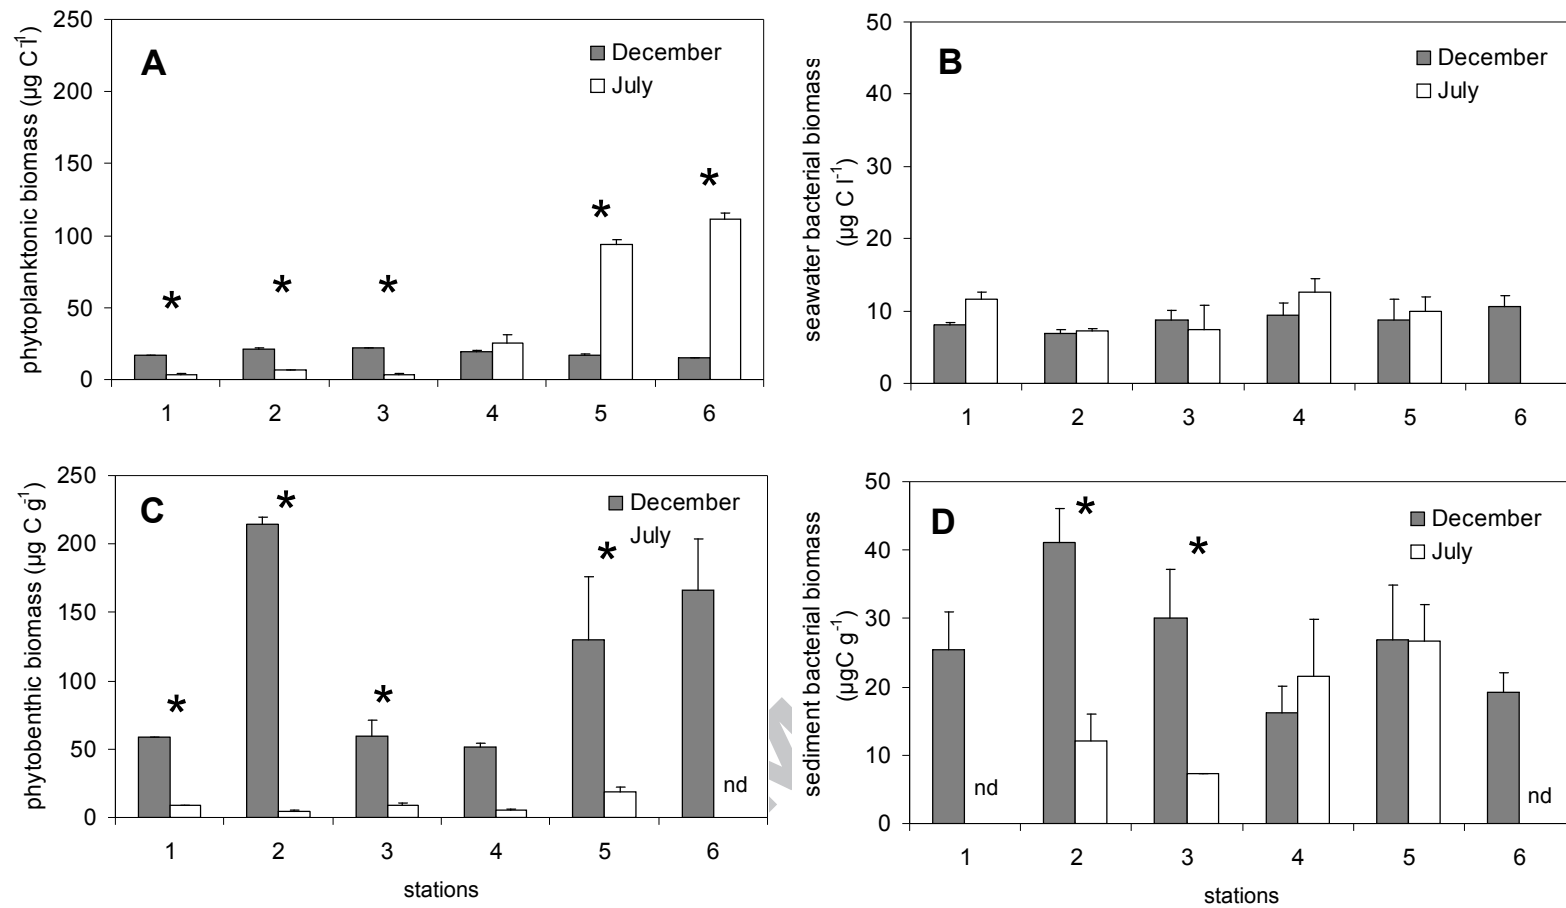 A
phytoplanktonic biomass (µg C l-1)
250
200
150
100
50
0
December
July
*
*
*
*
*
1 2 3 4 5 6
B
seawater bacterial biomass
(µg C l-1)
50
40
30
20
10
0
December
July
1 2 3 4 5 6
C
phytobenthic biomass (µg C g-1)
250
200
150
100
50
0
December
July
*
*
*
*
nd
1 2 3 4 5 6
stations
D
sediment bacterial biomass
(µgC g-1)
50
40
30
20
10
0
December
July
*
*
nd
nd
1 2 3 4 5 6
stations